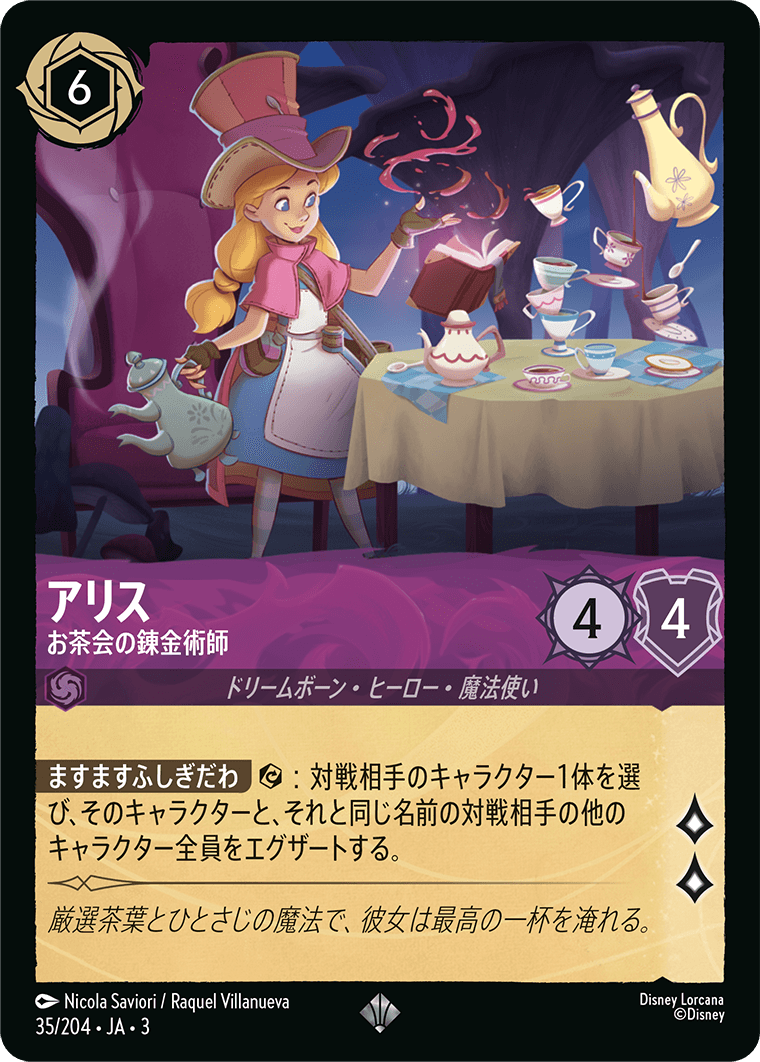 6
アリス
お茶会の錬金術師
4 4
ドリームボーン・ヒーロー・魔法使い
ますますふしぎだわ : 対戦相手のキャラクター1体を選
び、そのキャラクターと、それと同じ名前の対戦相手の他の
キャラクター全員をエグザートする。
厳選茶葉とひとさじの魔法で、彼女は最高の一杯を淹れる。
Nicola Saviori / Raquel Villanueva
35/204 • JA • 3
Disney Lorcana
©Disney